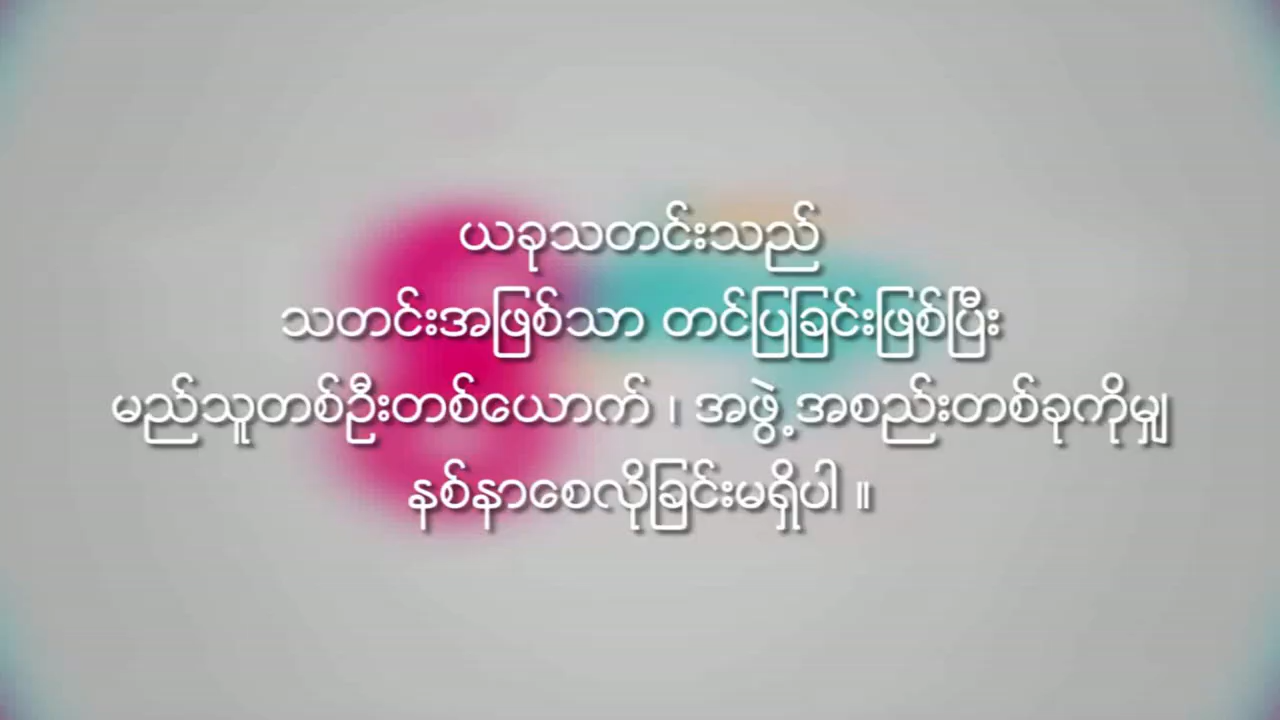 ယခုသတင်းသည်
သတင်းအဖြစ်သာ တင်ပြခြင်းဖြစ်ပြီး
မည်သူတစ်ဦးတစ်ယောက် ၊ အဖွဲ့အစည်းတစ်ခုကိုမျှ
နစ်နာစေလိုခြင်းမရှိပါ ။